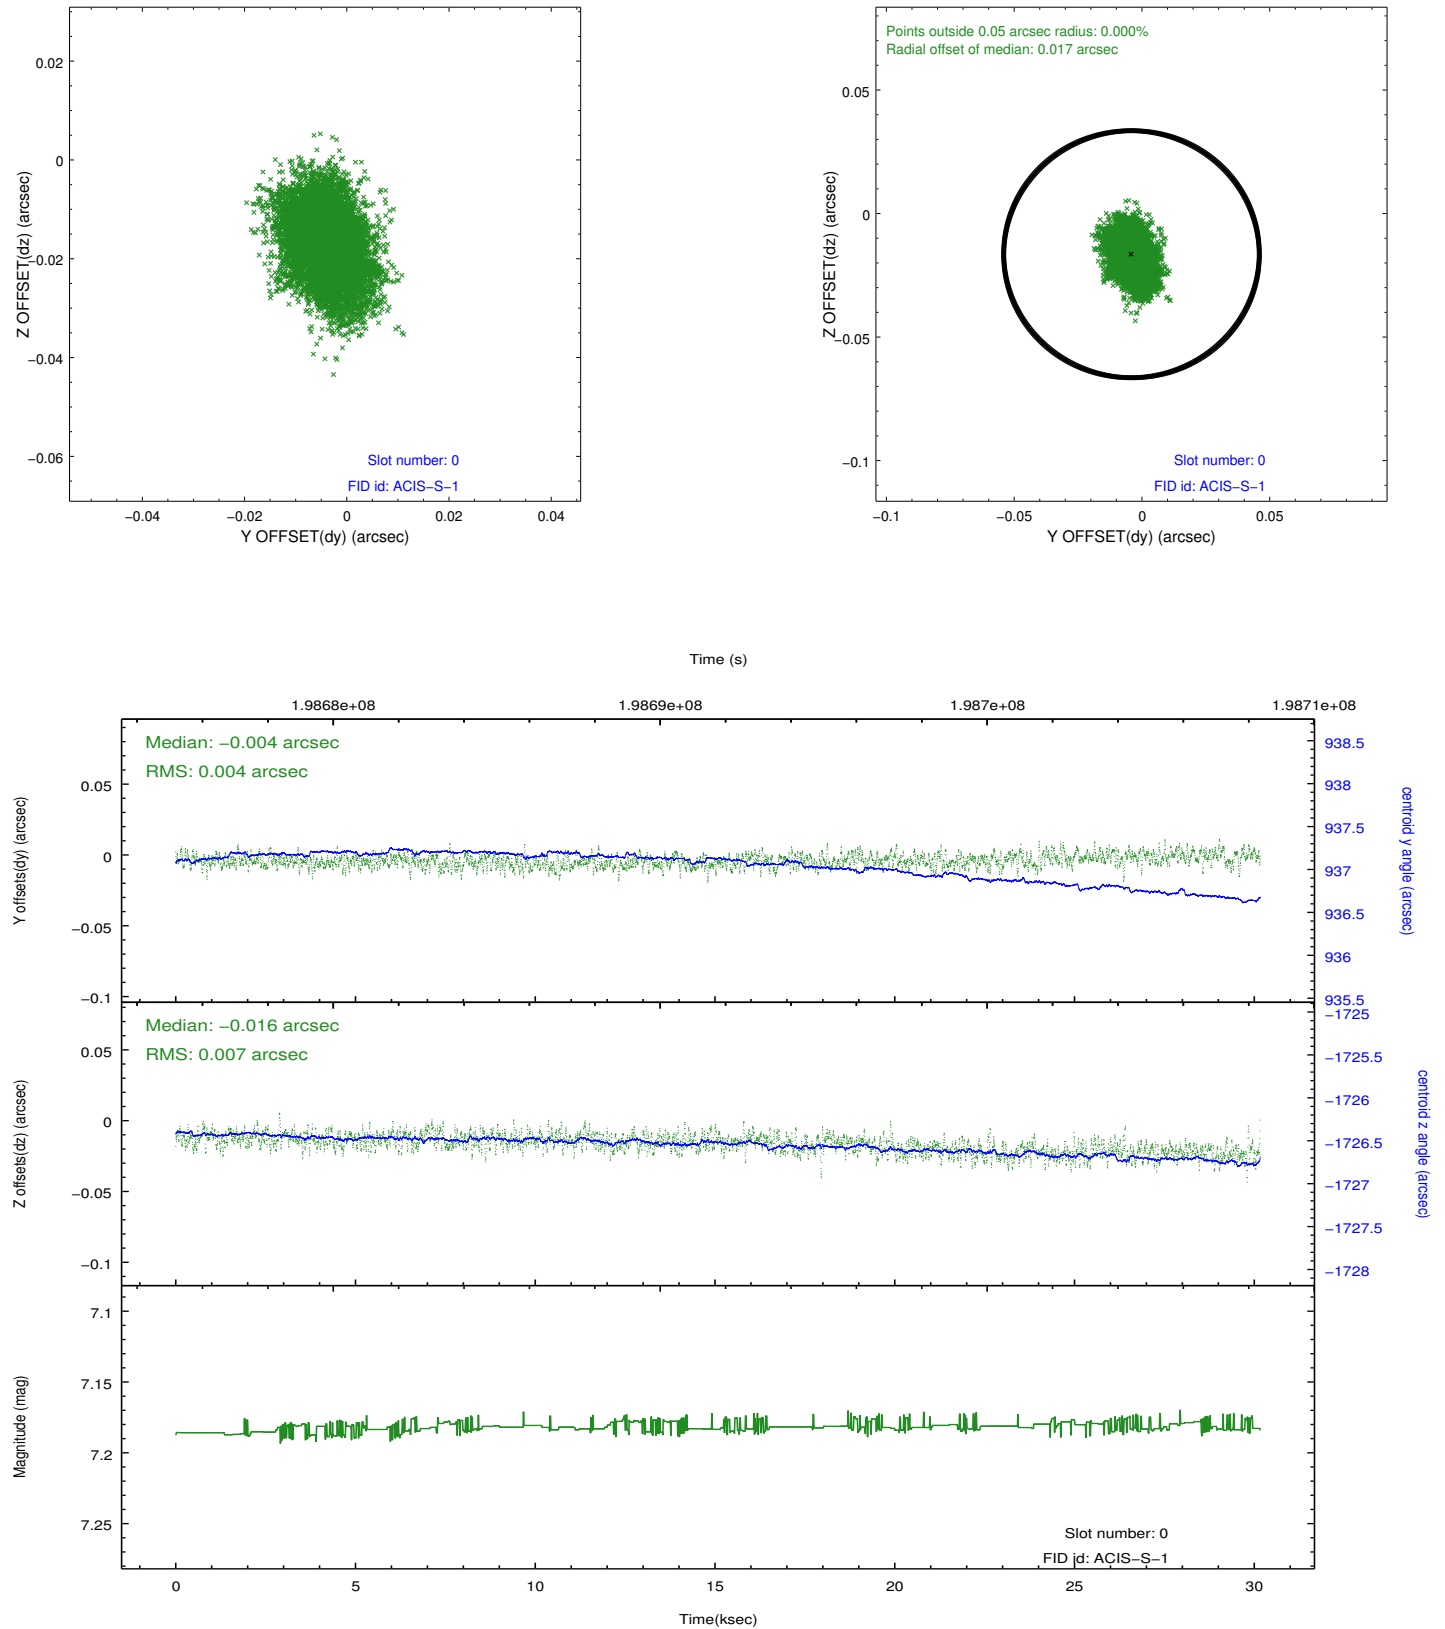 0.02
0
−0.02
−0.04
−0.06
Z OFFSET(dz) (arcsec)
Slot number: 0
FID id: ACIS−S−1
−0.04
−0.02
0
0.02
0.04
Y OFFSET(dy) (arcsec)
Points outside 0.05 arcsec radius: 0.000%
Radial offset of median: 0.017 arcsec
0.05
0
−0.05
−0.1
Z OFFSET(dz) (arcsec)
Slot number: 0
FID id: ACIS−S−1
−0.1
−0.05
0
0.05
Y OFFSET(dy) (arcsec)
Time (s)
1.9868e+08
1.9869e+08
1.987e+08
1.9871e+08
Median: −0.004 arcsec
RMS: 0.004 arcsec
0.05
0
−0.05
−0.1
Y offsets(dy) (arcsec)
938.5
938
937.5
937
936.5
936
935.5
centroid y angle (arcsec)
Median: −0.016 arcsec
RMS: 0.007 arcsec
0.05
0
−0.05
−0.1
Z offsets(dz) (arcsec)
−1725
−1725.5
−1726
−1726.5
−1727
−1727.5
−1728
centroid z angle (arcsec)
7.1
7.15
7.2
7.25
Magnitude (mag)
Slot number: 0
FID id: ACIS−S−1
0
5
10
15
20
25
30
Time(ksec)